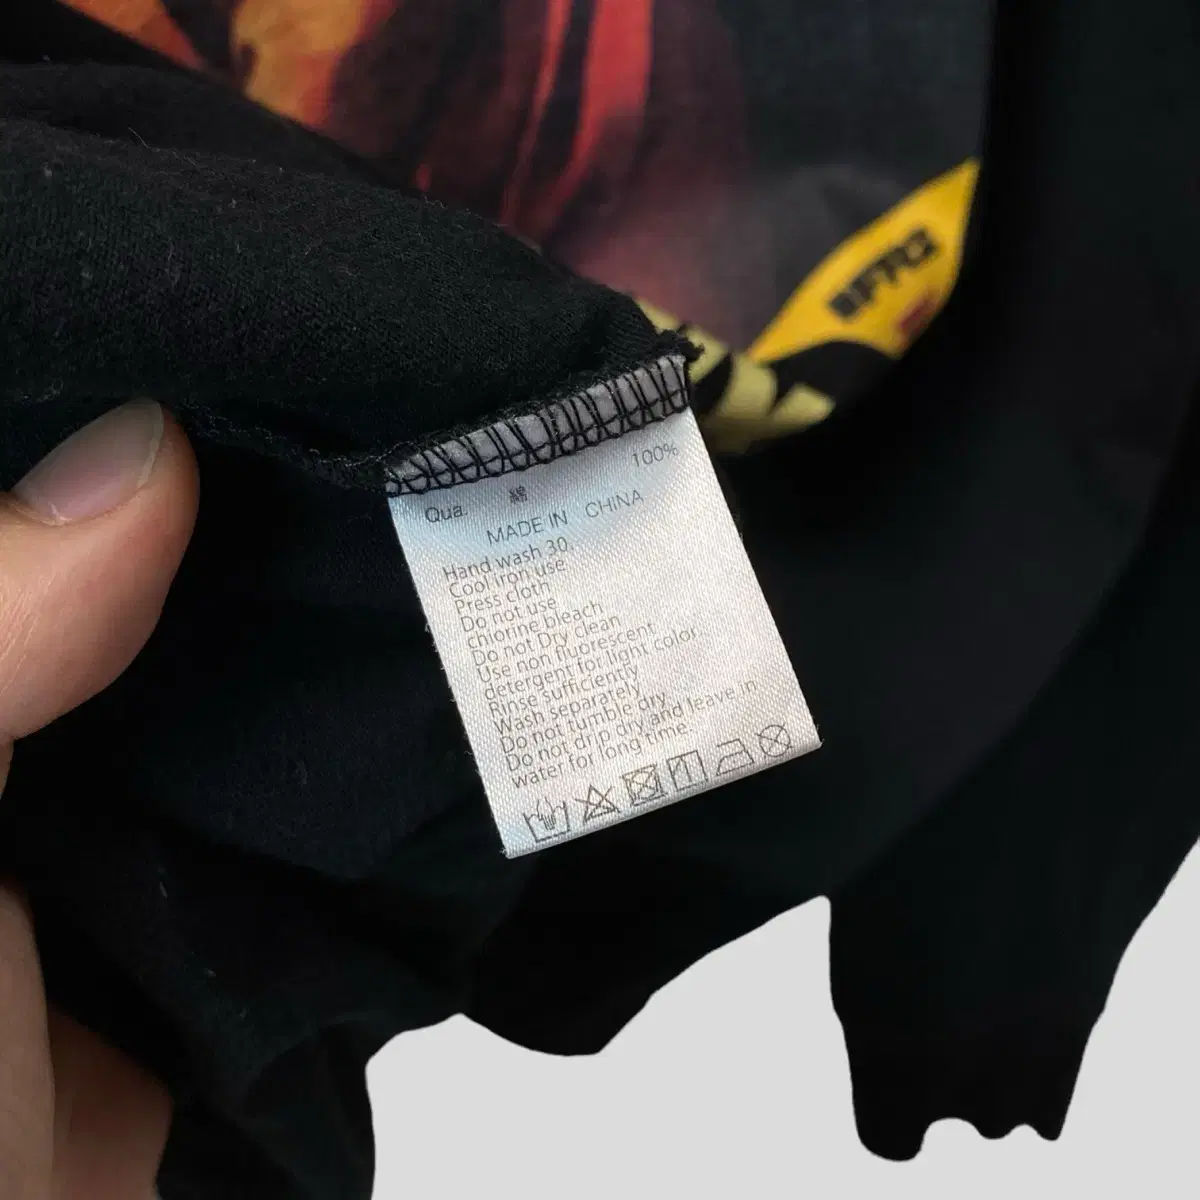 Qua. 綿 100%
MADE IN CHINA
Hand wash 30.
Cool iron use
Press cloth
Do not use
chlorine bleach
Do not Dry clean
Use non fluorescent
detergent for light color.
Rinse sufficiently
Wash separately
Do not tumble dry
Do not drip dry and leave in
water for long time.